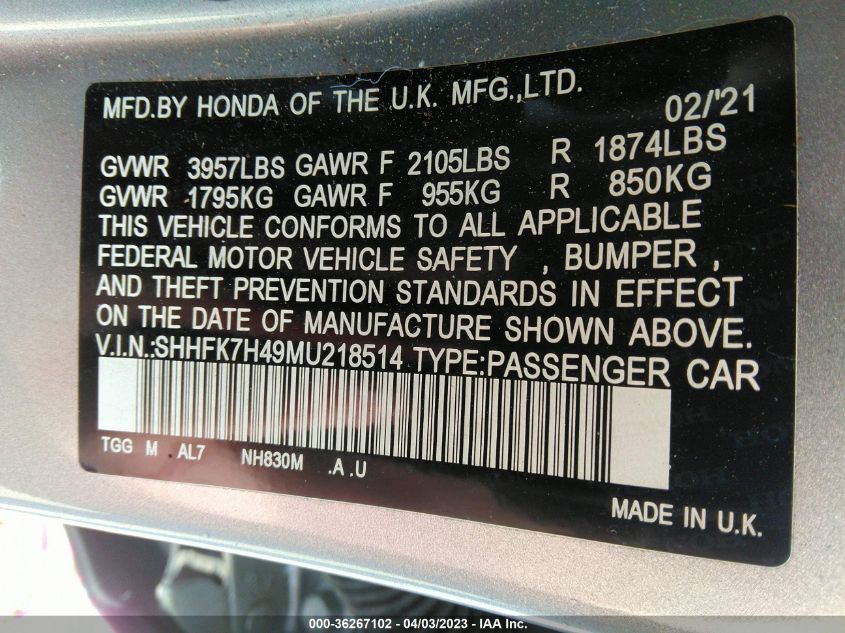 MFD.BY HONDA OF THE U.K. MFG.,LTD. 02/'21
GVWR 3957LBS GAWR F 2105LBS R 1874LBS
GVWR 1795KG GAWR F 955KG R 850KG
THIS VEHICLE CONFORMS TO ALL APPLICABLE
FEDERAL MOTOR VEHICLE SAFETY , BUMPER ,
AND THEFT PREVENTION STANDARDS IN EFFECT
ON THE DATE OF MANUFACTURE SHOWN ABOVE.
V.I.N.:SHHFK7H49MU218514 TYPE:PASSENGER CAR
TGG M AL7 NH830M .A .U
MADE IN U.K.
000-36267102 - 04/03/2023 - IAA Inc.